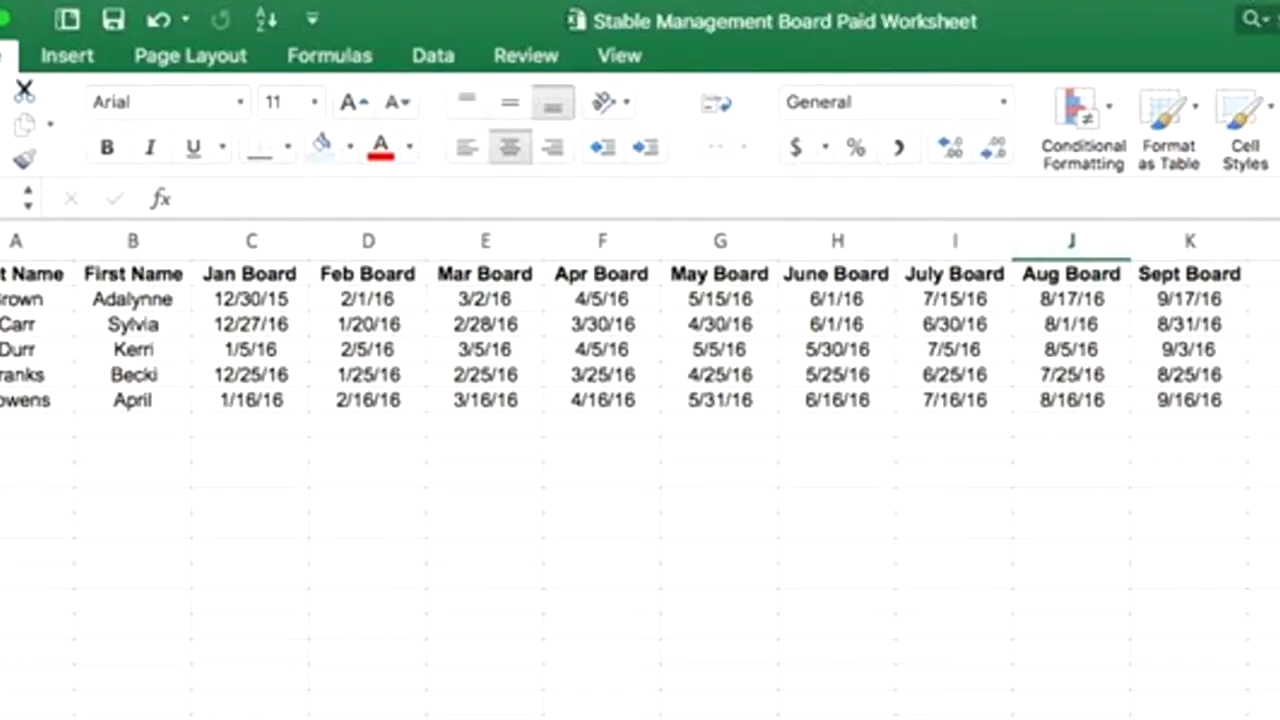 Stable Management Board Paid Worksheet
Insert Page Layout Formulas Data Review View
Arial 11 A A General
B I U A $ % Conditional Formatting Format as Table Cell Styles
fx
A B C D E F G H I J K
t Name First Name Jan Board Feb Board Mar Board Apr Board May Board June Board July Board Aug Board Sept Board
rown Adalynne 12/30/15 2/1/16 3/2/16 4/5/16 5/15/16 6/1/16 7/15/16 8/17/16 9/17/16
Carr Sylvia 12/27/16 1/20/16 2/28/16 3/30/16 4/30/16 6/1/16 6/30/16 8/1/16 8/31/16
Durr Kerri 1/5/16 2/5/16 3/5/16 4/5/16 5/5/16 5/30/16 7/5/16 8/5/16 9/3/16
ranks Becki 12/25/16 1/25/16 2/25/16 3/25/16 4/25/16 5/25/16 6/25/16 7/25/16 8/25/16
owens April 1/16/16 2/16/16 3/16/16 4/16/16 5/31/16 6/16/16 7/16/16 8/16/16 9/16/16